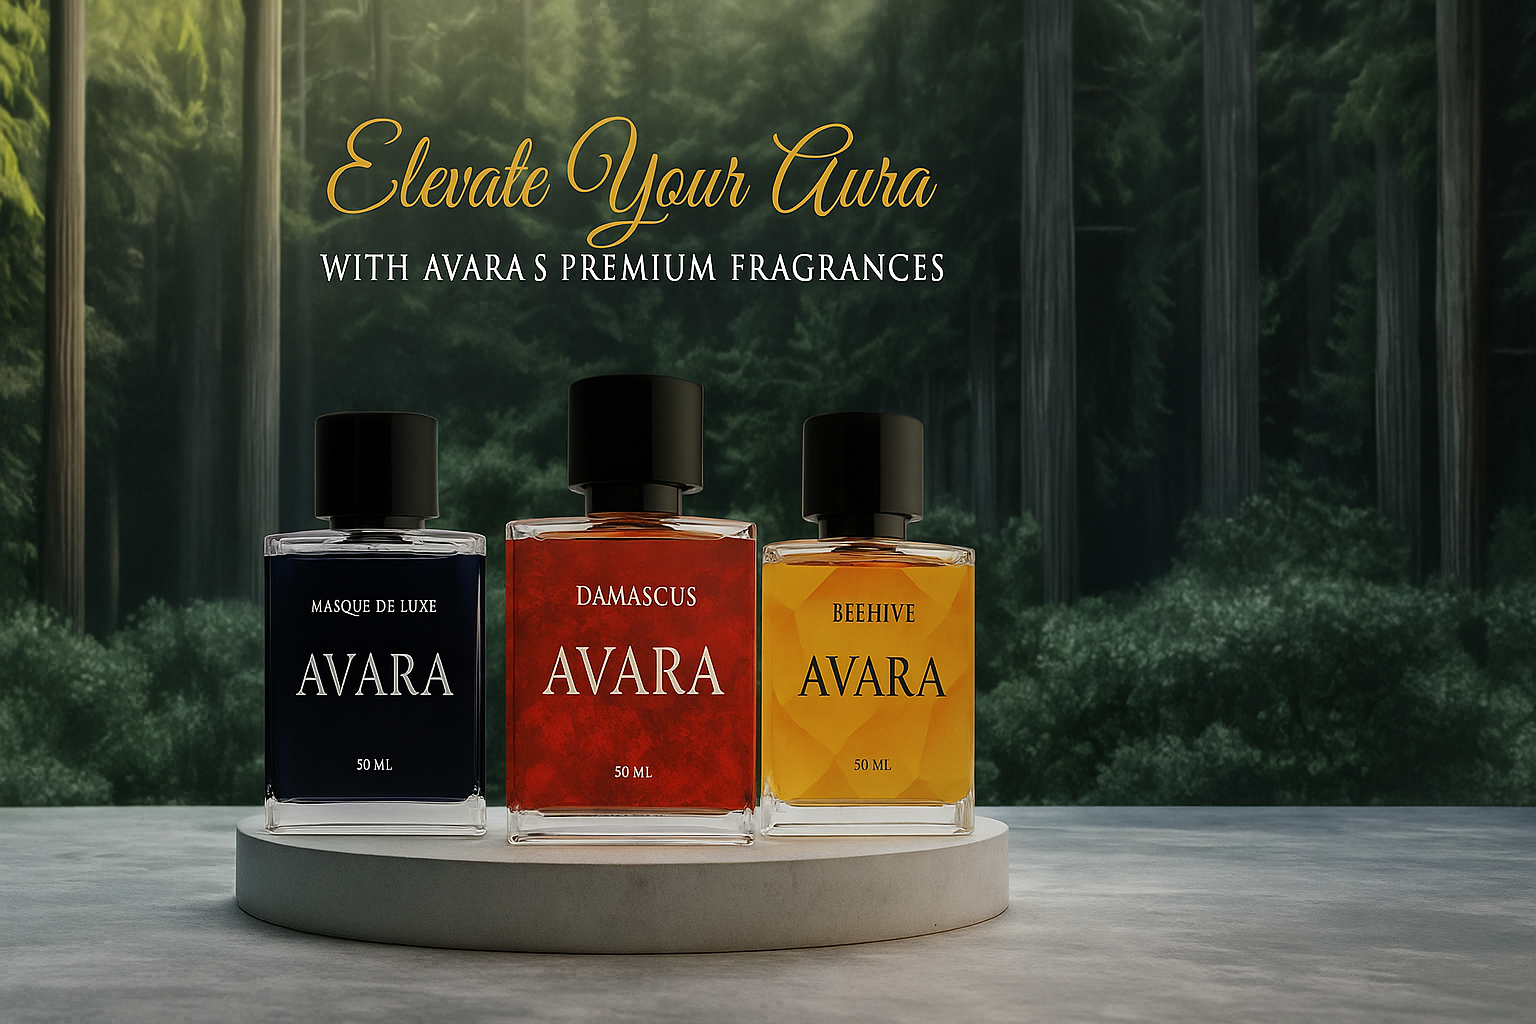 Elevate Your Aura
WITH AVARA S PREMIUM FRAGRANCES
MASQUE DE LUXE
AVARA
50 ML
DAMASCUS
AVARA
50 ML
BEEHIVE
AVARA
50 ML